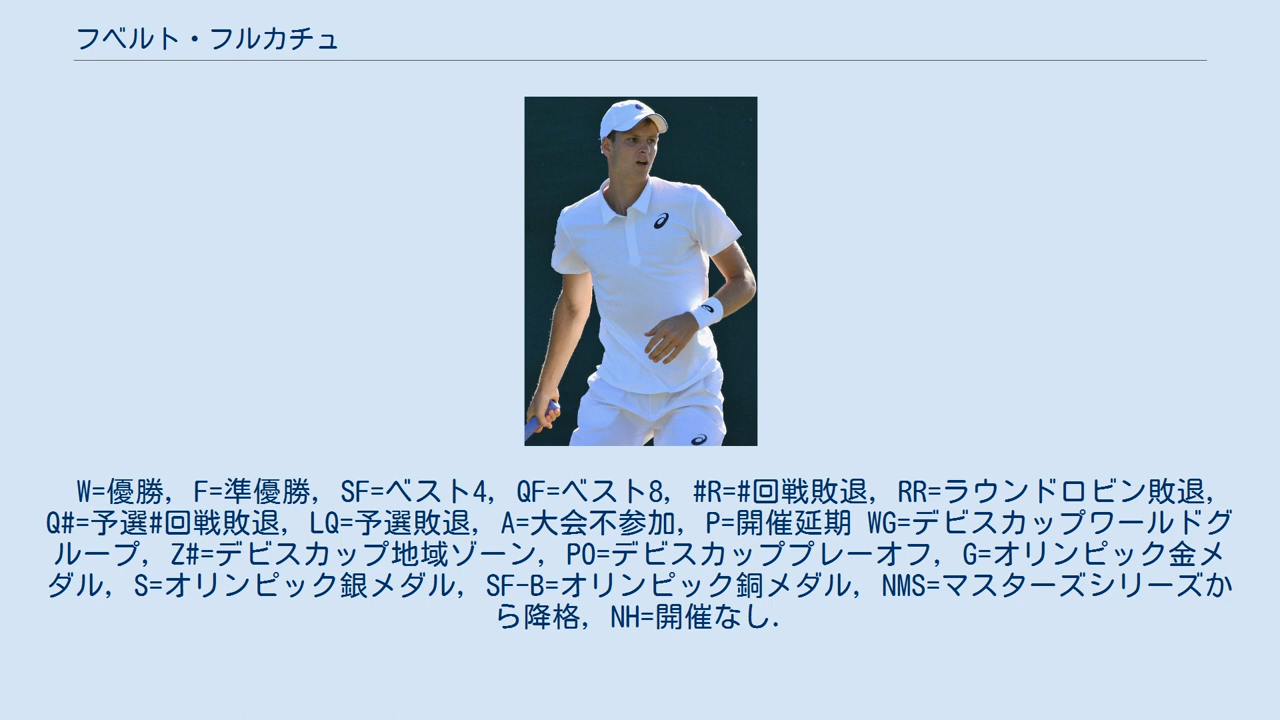 フベルト・フルカチュ
W=優勝, F=準優勝, SF=ベスト4, QF=ベスト8, #R=#回戦敗退, RR=ラウンドロビン敗退,
Q#=予選#回戦敗退, LQ=予選敗退, A=大会不参加, P=開催延期 WG=デビスカップワールドグ
ループ, Z#=デビスカップ地域ゾーン, PO=デビスカッププレーオフ, G=オリンピック金メ
ダル, S=オリンピック銀メダル, SF-B=オリンピック銅メダル, NMS=マスターズシリーズか
ら降格, NH=開催なし.